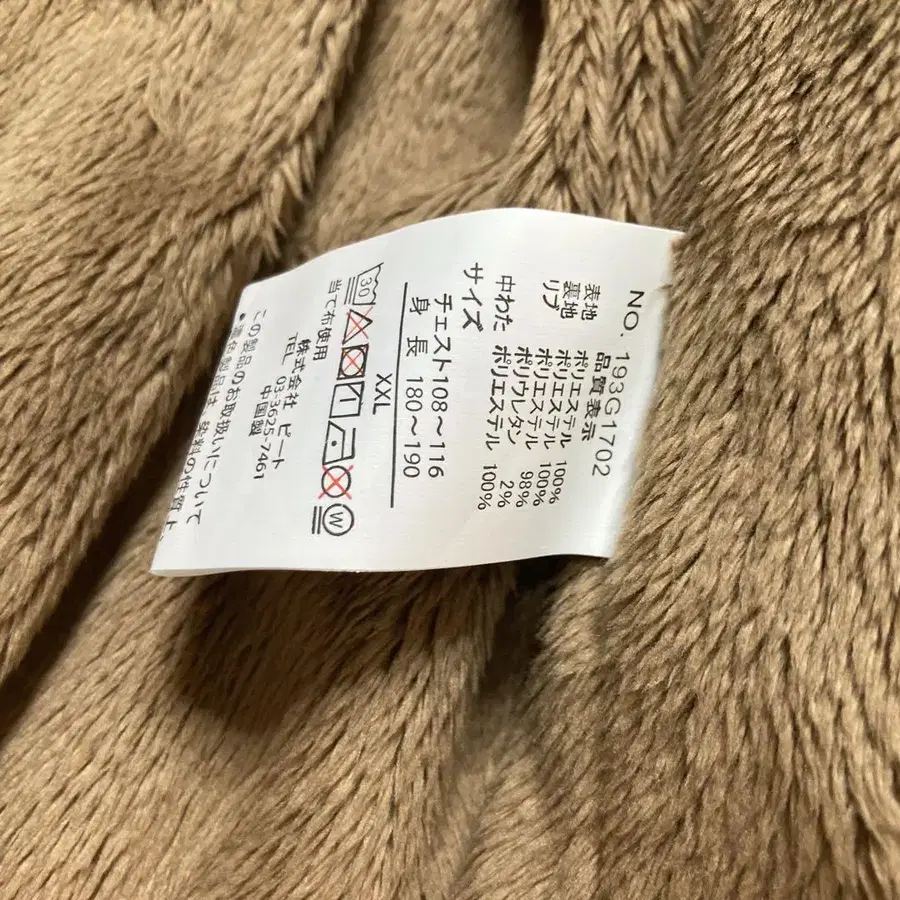 NO. 193G1702
品質表示
表地 ポリエステル 100%
裏地 ポリエステル 100%
リブ ポリエステル 98%
ポリウレタン 2%
中わた ポリエステル 100%
サイズ
XXL
チェスト108〜116
身長 180〜190
30
W
当て布使用
株式会社 ビート
TEL 03-3625-7461
中国製
この製品のお取扱いについて